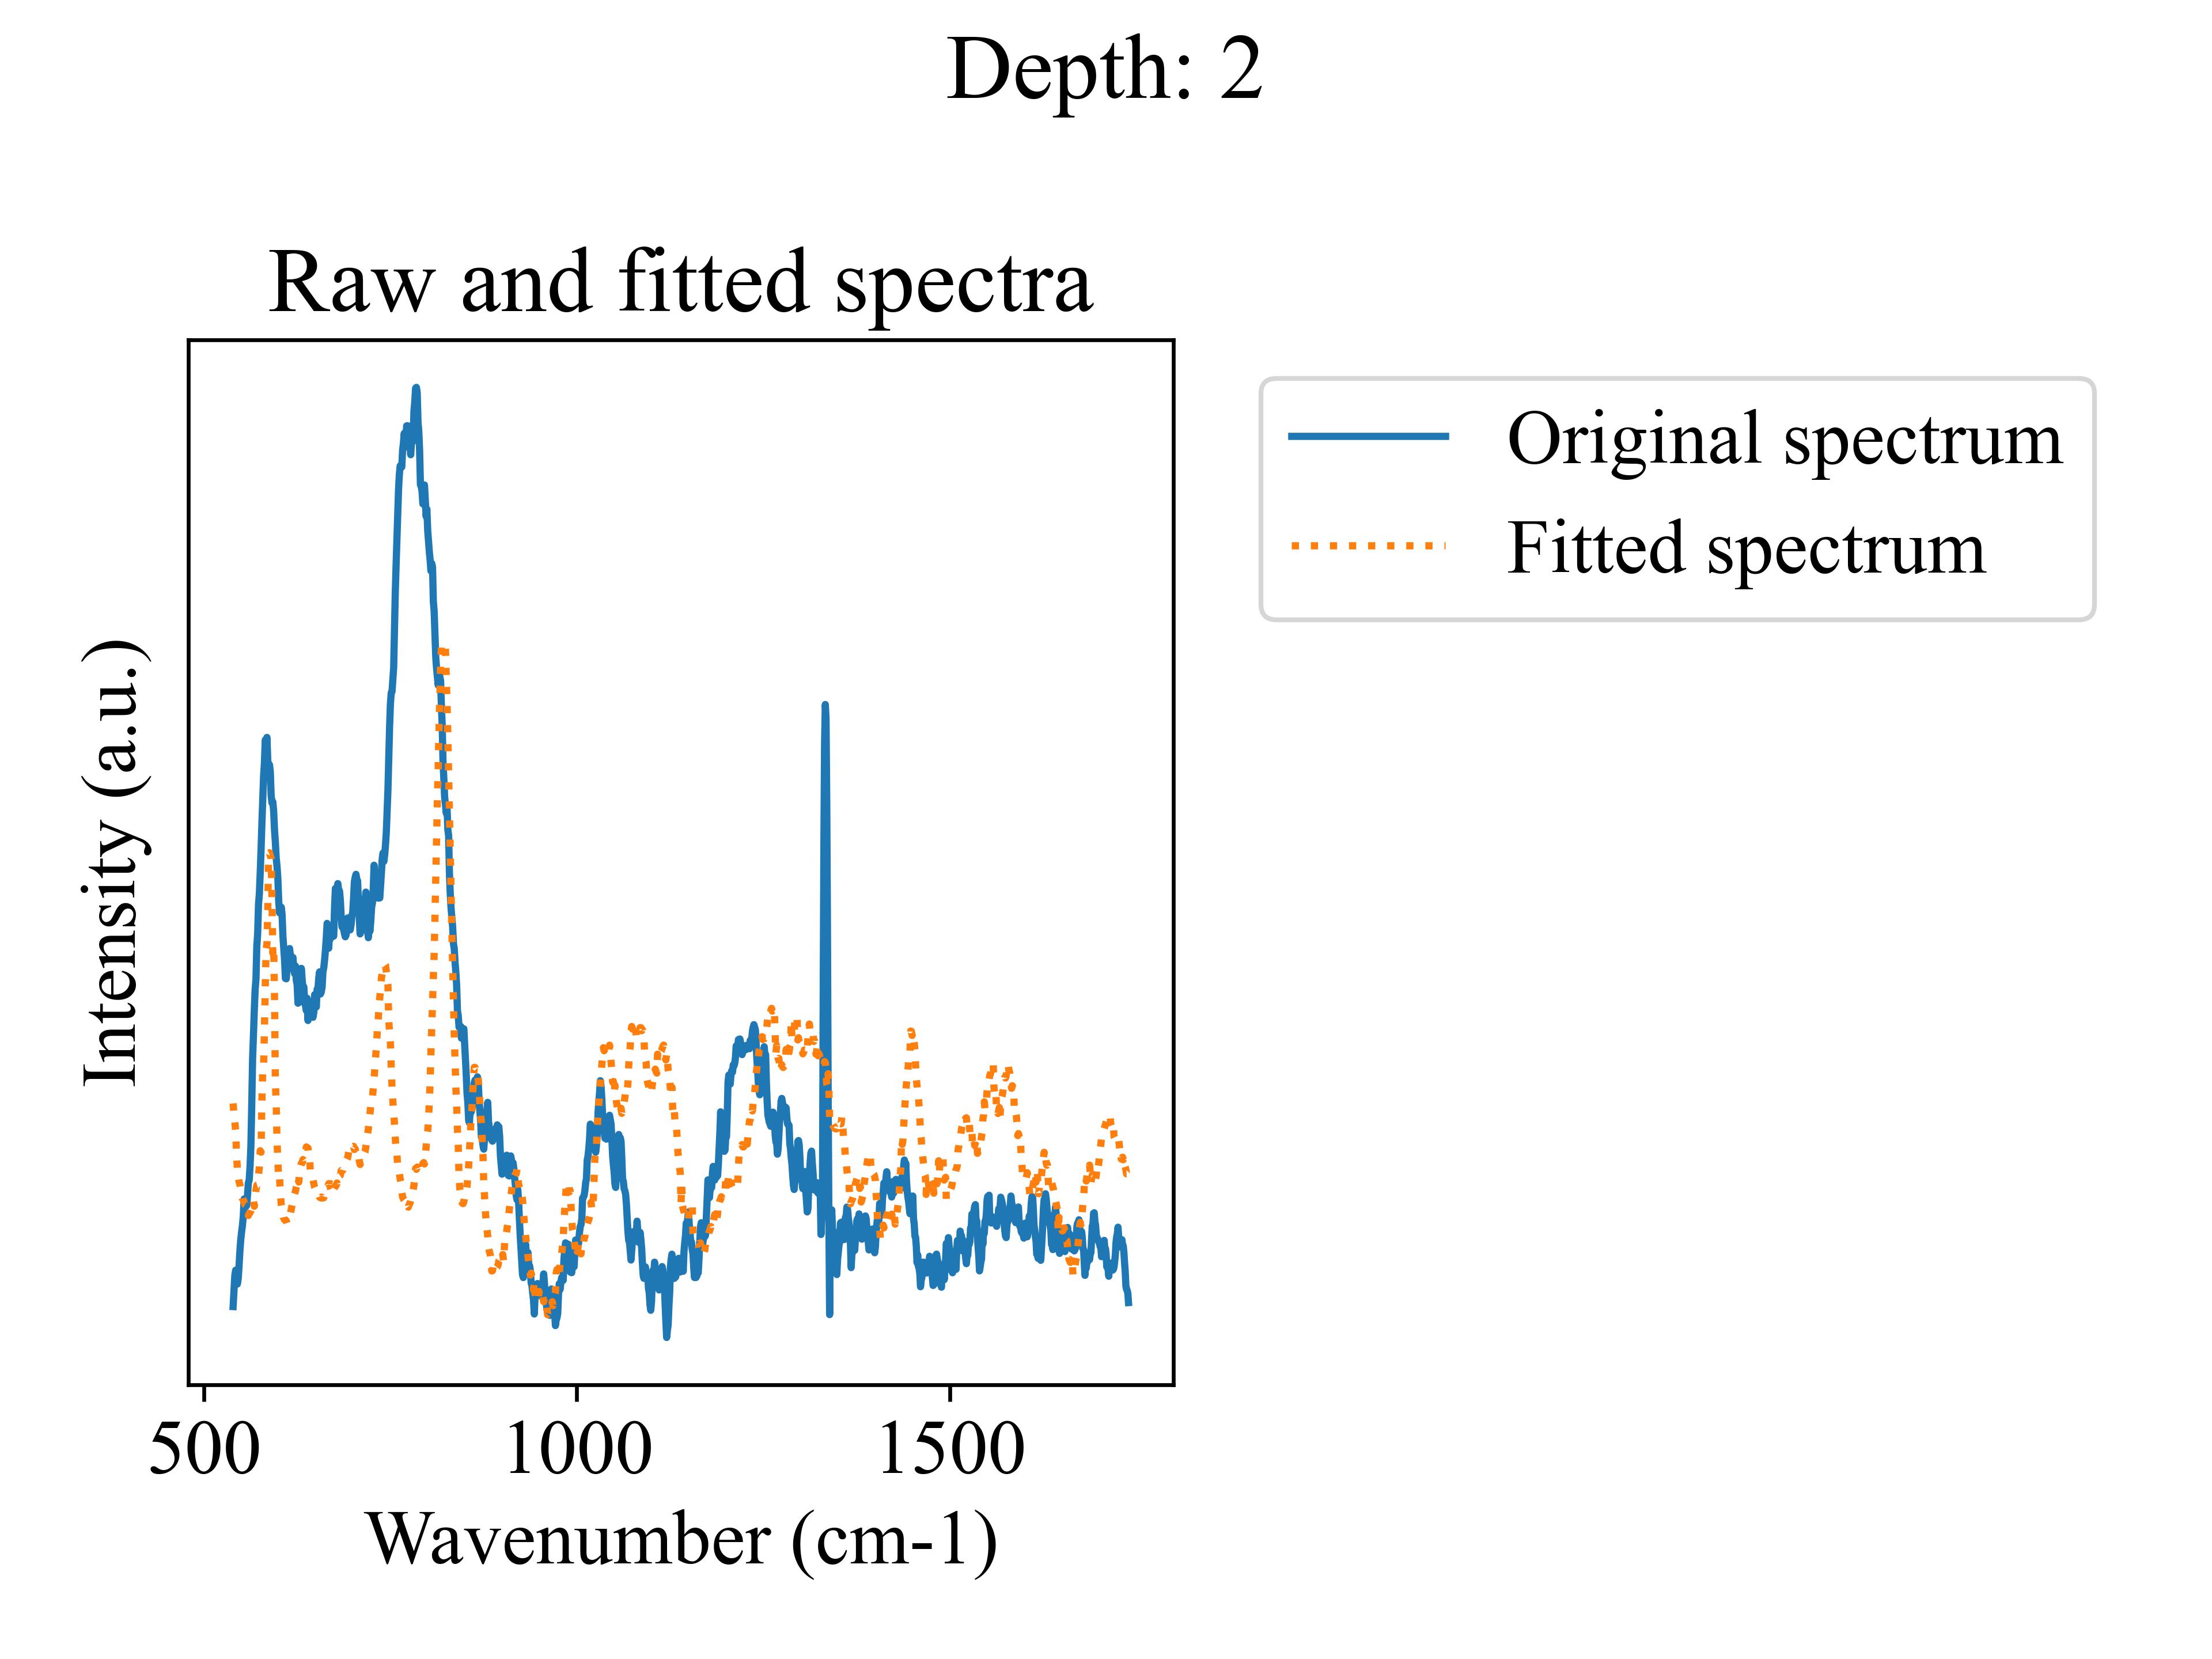 Depth: 2
Raw and fitted spectra
Original spectrum
Fitted spectrum
Intensity (a.u.)
500 1000 1500
Wavenumber (cm-1)